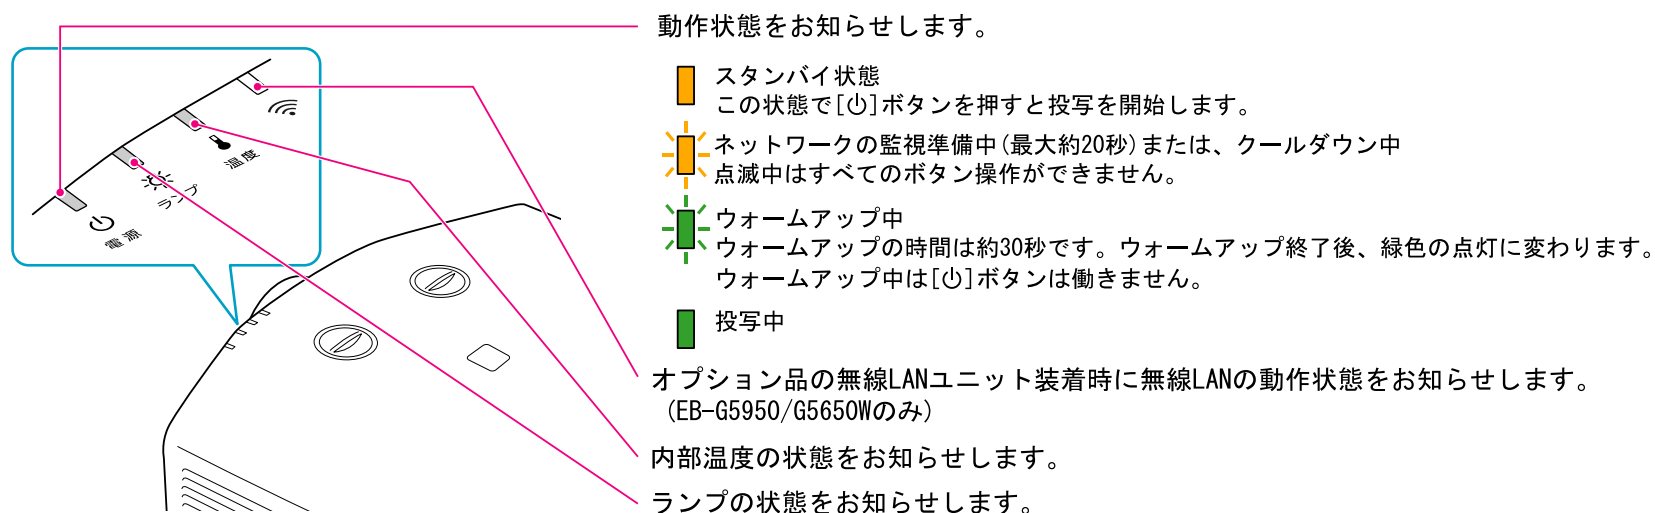 動作状態をお知らせします。
スタンバイ状態
この状態で[⏻]ボタンを押すと投写を開始します。
ネットワークの監視準備中(最大約20秒)または、クールダウン中
点滅中はすべてのボタン操作ができません。
ウォームアップ中
ウォームアップの時間は約30秒です。ウォームアップ終了後、緑色の点灯に変わります。
ウォームアップ中は[⏻]ボタンは働きません。
投写中
オプション品の無線LANユニット装着時に無線LANの動作状態をお知らせします。
(EB-G5950/G5650Wのみ)
内部温度の状態をお知らせします。
ランプの状態をお知らせします。
温度
ランプ
電源